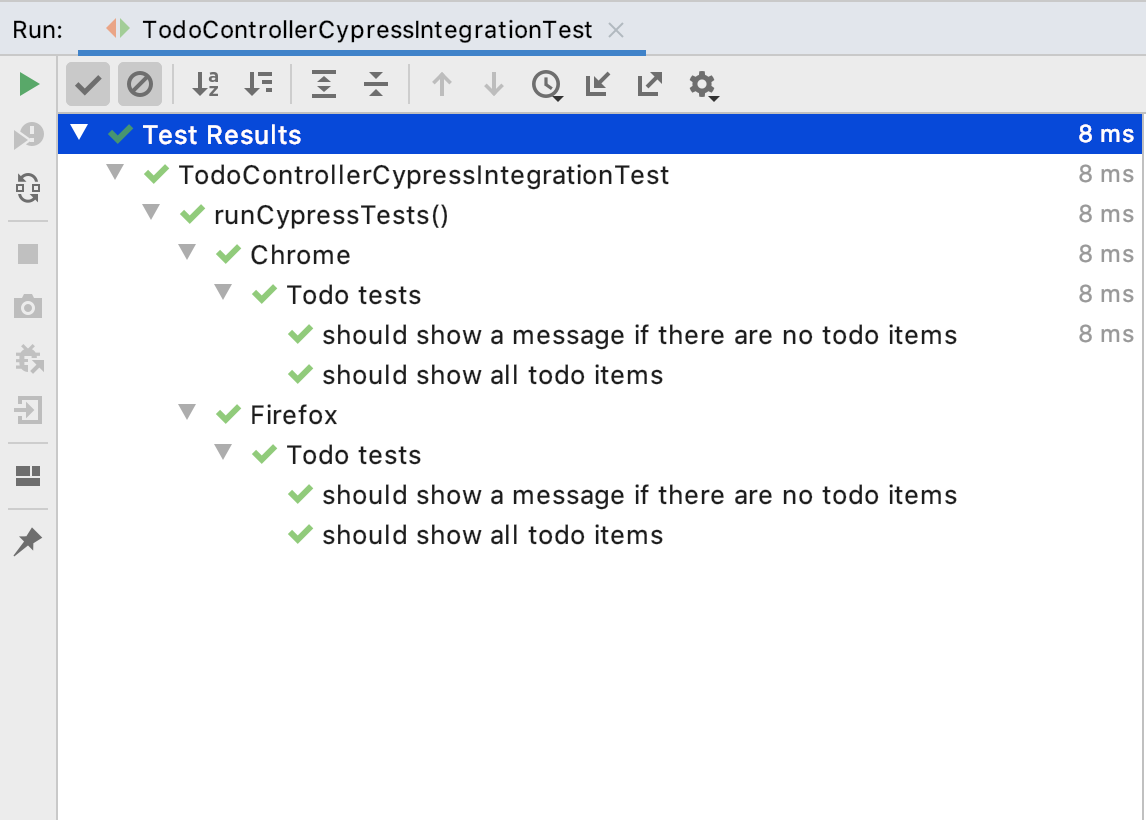 Run: TodoControllerCypressIntegrationTest
Test Results 8 ms
TodoControllerCypressIntegrationTest 8 ms
runCypressTests() 8 ms
Chrome 8 ms
Todo tests 8 ms
should show a message if there are no todo items 8 ms
should show all todo items
Firefox
Todo tests
should show a message if there are no todo items
should show all todo items